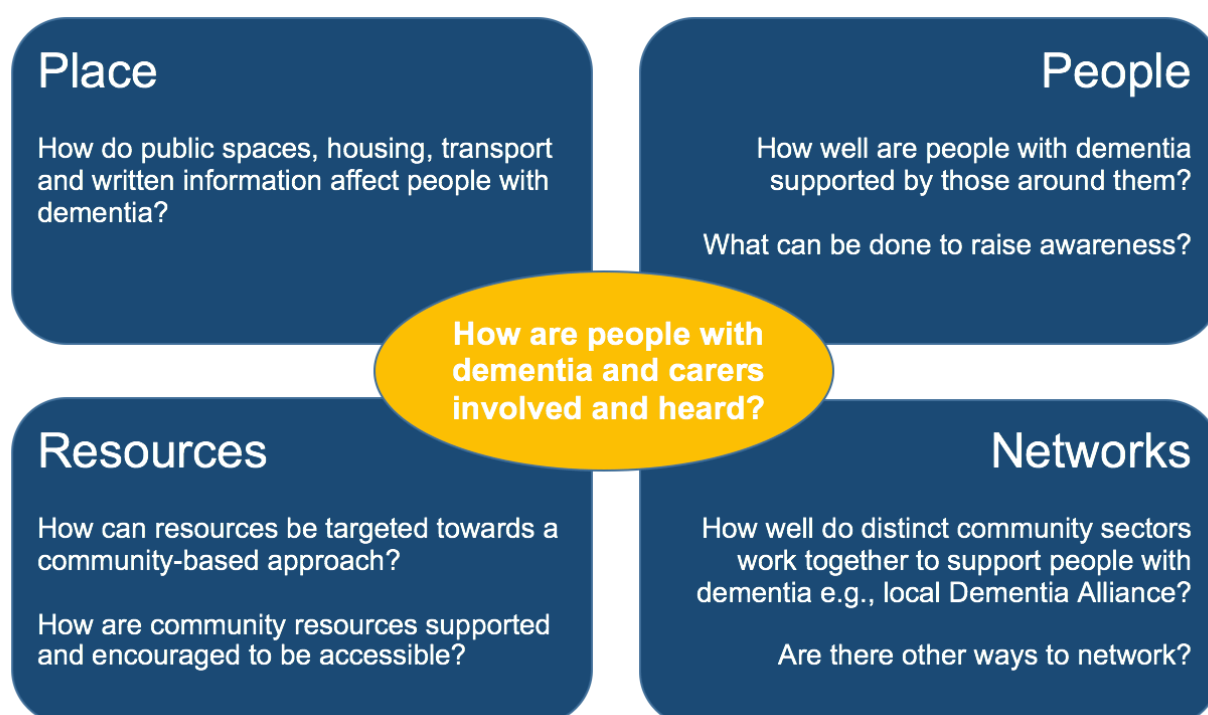 Place
How do public spaces, housing, transport
and written information affect people with
dementia?
People
How well are people with dementia
supported by those around them?
What can be done to raise awareness?
How are people with
dementia and carers
involved and heard?
Resources
How can resources be targeted towards a
community-based approach?
How are community resources supported
and encouraged to be accessible?
Networks
How well do distinct community sectors
work together to support people with
dementia e.g., local Dementia Alliance?
Are there other ways to network?